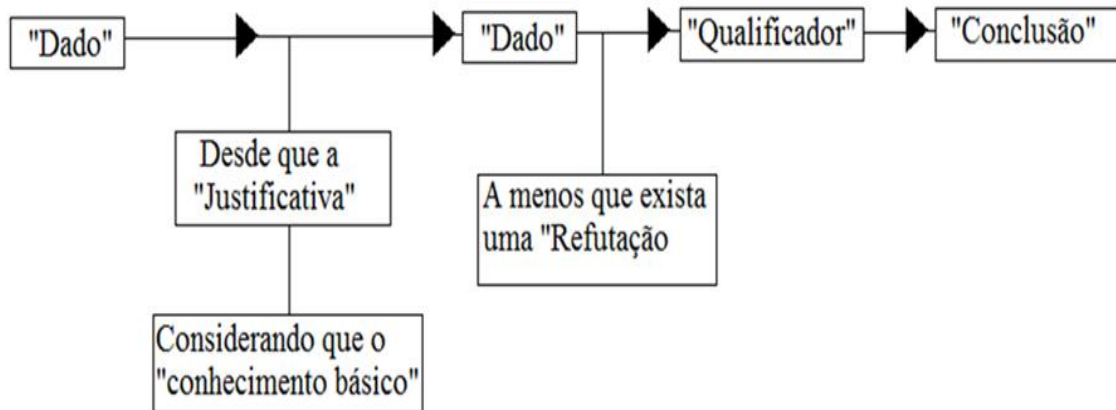 "Dado"
"Dado"
"Qualificador"
"Conclusão"
Desde que a
"Justificativa"
A menos que exista
uma "Refutação
Considerando que o
"conhecimento básico"